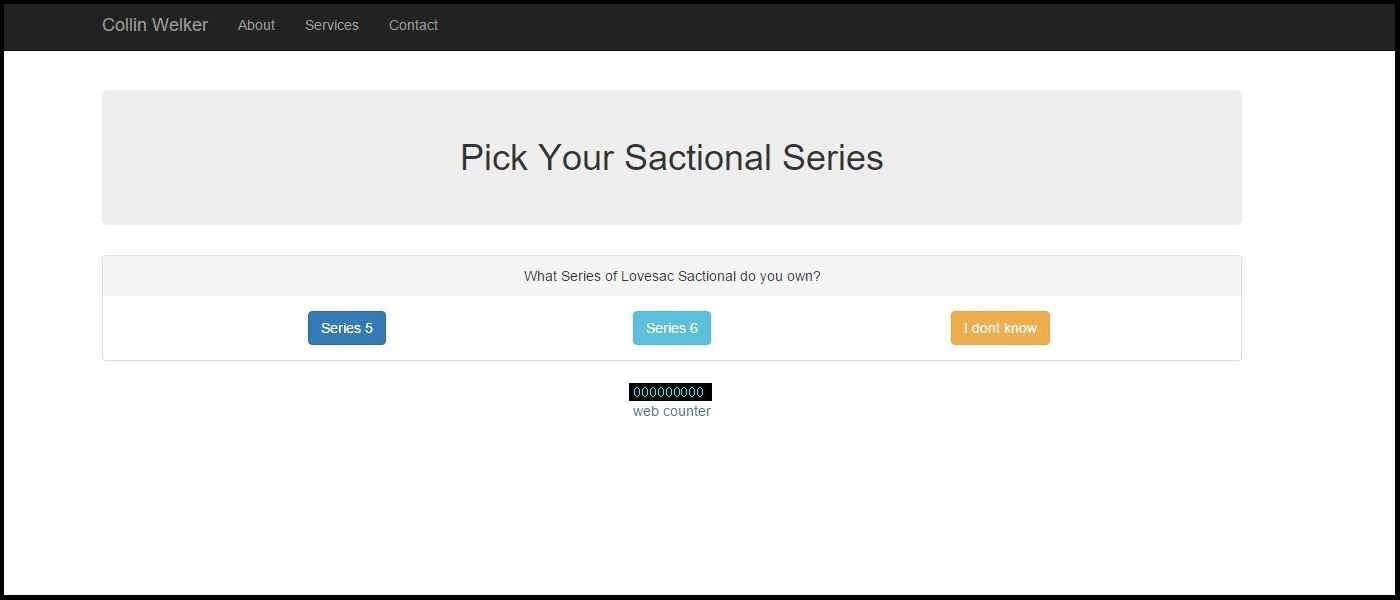 Collin Welker About Services Contact
Pick Your Sactional Series
What Series of Lovesac Sactional do you own?
Series 5 Series 6 I dont know
000000000
web counter